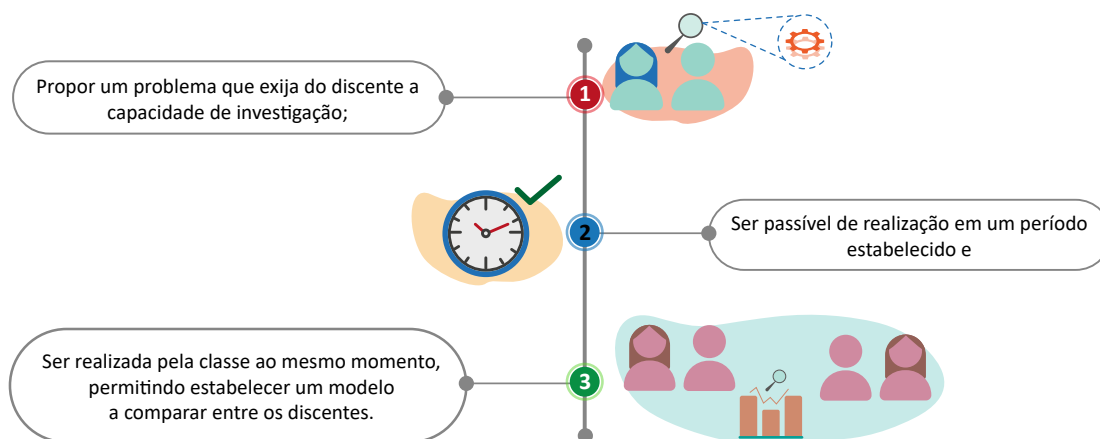 Propor um problema que exija do discente a
capacidade de investigação;
1
2
Ser passível de realização em um período
estabelecido e
Ser realizada pela classe ao mesmo momento,
permitindo estabelecer um modelo
a comparar entre os discentes.
3